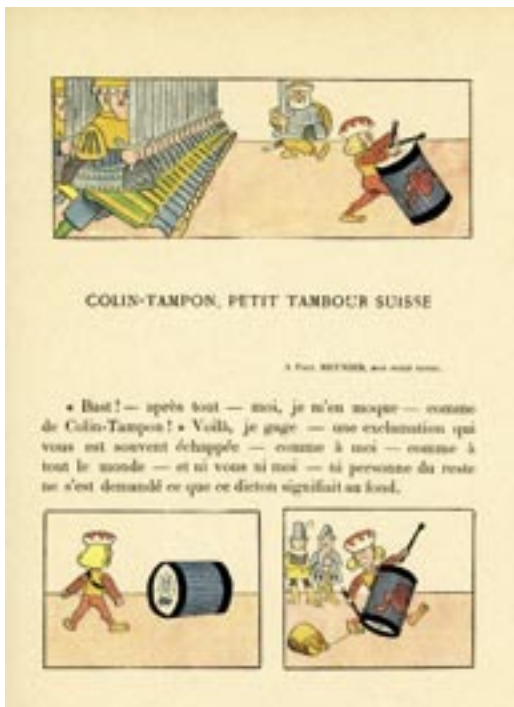 COLIN-TAMPON, PETIT TAMBOUR SUISSE
A Paul
« Bast ! — après tout — moi, je m'en moque — comme
de Colin-Tampon ! » Voilà, je gage — une exclamation qui
vous est souvent échappée — comme à moi — comme à
tout le monde — et ni vous ni moi — ni personne du reste
ne s'est demandé ce que ce dicton signifiait au fond.